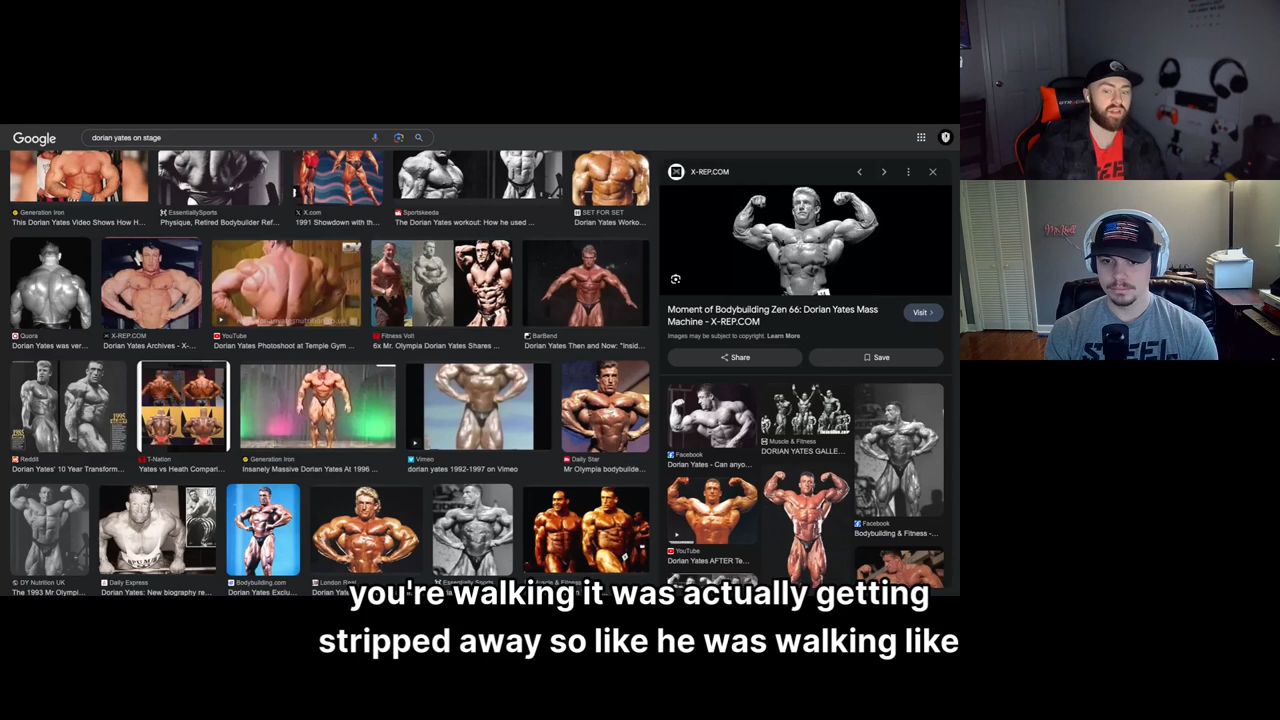 Google
dorian yates on stage
Generation Iron
This Dorian Yates Video Shows How H...
EssentiallySports
Physique, Retired Bodybuilder Ref...
X.com
1991 Showdown with th...
Sportskeeda
The Dorian Yates workout: How he used ...
SET FOR SET
Dorian Yates Worko...
Quora
Dorian Yates was ver...
X-REP.COM
Dorian Yates Archives - X-...
YouTube
Dorian Yates Photoshoot at Temple Gym ...
Fitness Volt
6x Mr. Olympia Dorian Yates Shares ...
BarBend
Dorian Yates Then and Now: "Insid...
Reddit
Dorian Yates' 10 Year Transform...
T-Nation
Yates vs Heath Compari...
Generation Iron
Insanely Massive Dorian Yates At 1996 ...
Vimeo
dorian yates 1992-1997 on Vimeo
Daily Star
Mr Olympia bodybuilde...
DY Nutrition UK
The 1993 Mr Olympi...
Daily Express
Dorian Yates: New biography re...
Bodybuilding.com
Dorian Yates Exclu...
London Real
X-REP.COM
Moment of Bodybuilding Zen 66: Dorian Yates Mass
Machine - X-REP.COM
Visit
Images may be subject to copyright. Learn More
Share
Save
Facebook
Dorian Yates - Can anyo...
Muscle & Fitness
DORIAN YATES GALLE...
Facebook
Bodybuilding & Fitness -...
YouTube
Dorian Yates AFTER Te...
you're walking it was actually getting
stripped away so like he was walking like